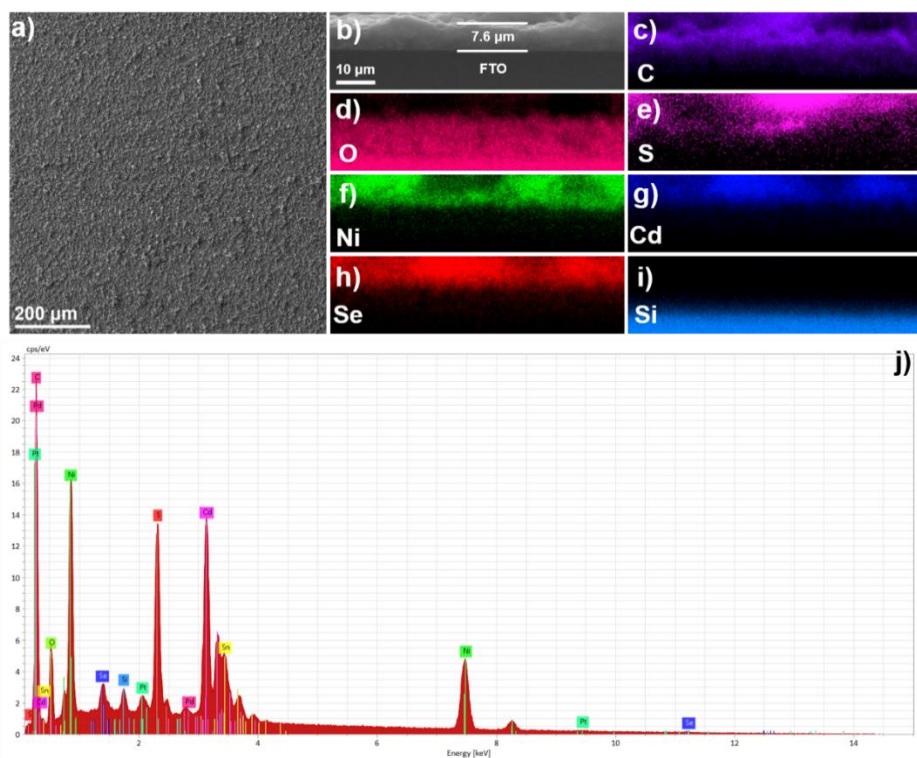 a)
200 µm
b)
7.6 µm
10 µm
FTO
c)
C
d)
O
e)
S
f)
Ni
g)
Cd
h)
Se
i)
Si
j)
cps/eV
24
22
20
18
16
14
12
10
8
6
4
2
0
C
Pd
Pt
Ni
O
Sn
Cd
Se
Si
Pt
S
Pd
Cd
Sn
Ni
Pt
Se
2
4
6
8
10
12
14
Energy [keV]